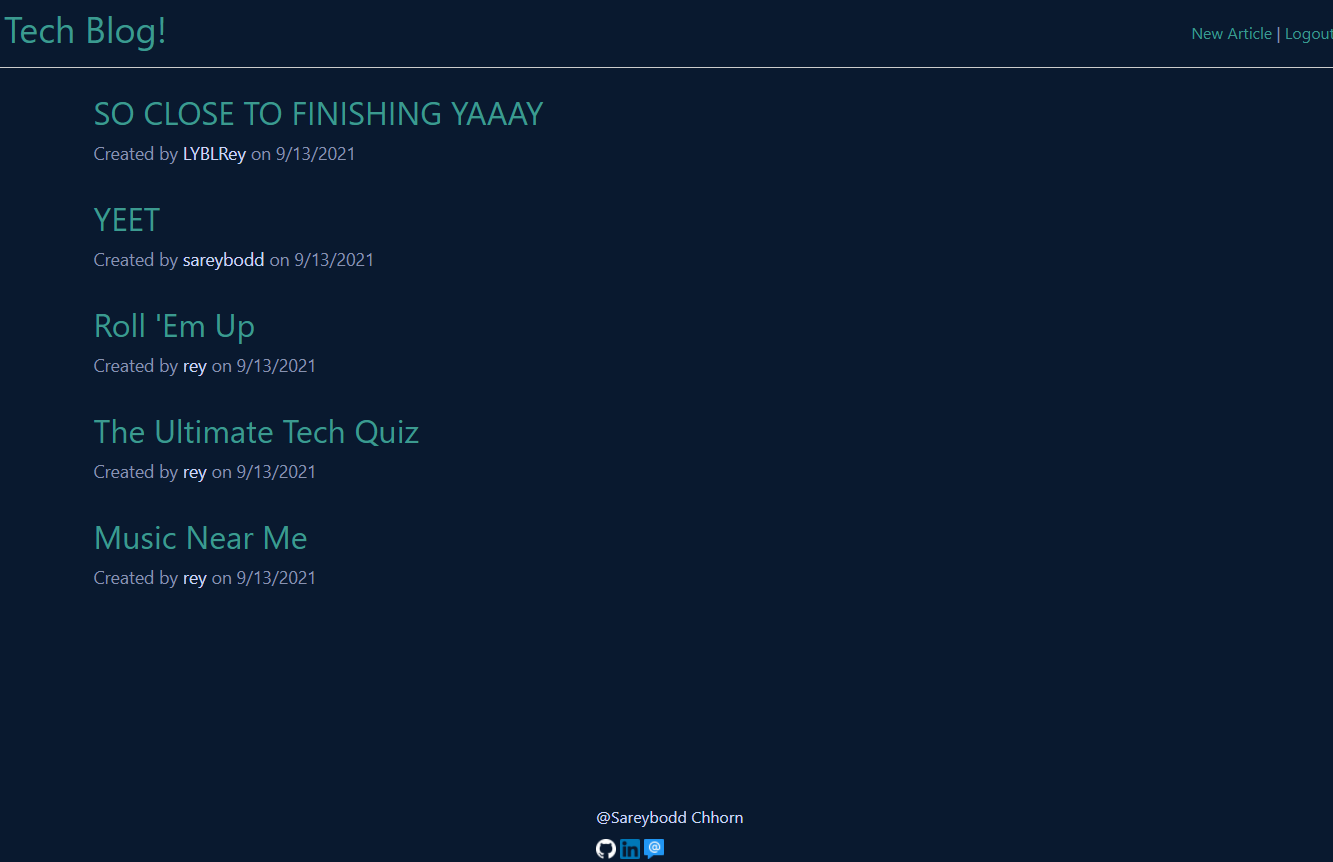 Tech Blog!
New Article | Logout
SO CLOSE TO FINISHING YAAAY
Created by LYBLRey on 9/13/2021
YEET
Created by sareybodd on 9/13/2021
Roll 'Em Up
Created by rey on 9/13/2021
The Ultimate Tech Quiz
Created by rey on 9/13/2021
Music Near Me
Created by rey on 9/13/2021
@Sareybodd Chhorn
in
@